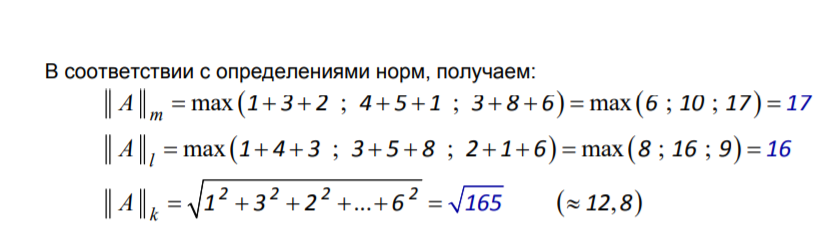 В соответствии с определениями норм, получаем:
‖A‖ₘ = max(1+3+2 ; 4+5+1 ; 3+8+6) = max(6 ; 10 ; 17) = 17
‖A‖ₗ = max(1+4+3 ; 3+5+8 ; 2+1+6) = max(8 ; 16 ; 9) = 16
‖A‖ₖ = √(1² + 3² + 2² + ... + 6²) = √165 (≈ 12,8)